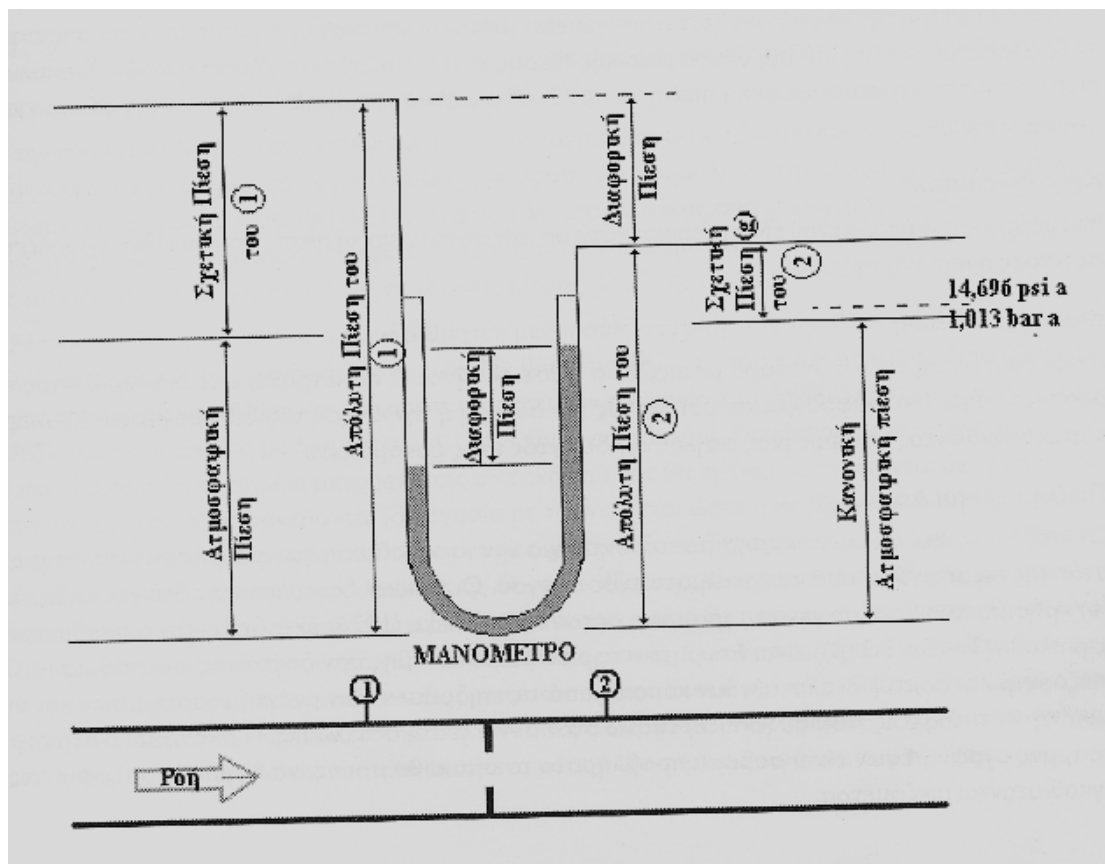 Σχετική Πίεση
του 1
Ατμοσφαιρική
Πίεση
Απόλυτη Πίεση του
1
Διαφορική
Πίεση
Διαφορική
Πίεση
Απόλυτη Πίεση του
2
Σχετική
Πίεση (g)
του 2
14,696 psi a
1,013 bar a
Κανονική
Ατμοσφαιρική πίεση
ΜΑΝΟΜΕΤΡΟ
1
2
Ροή